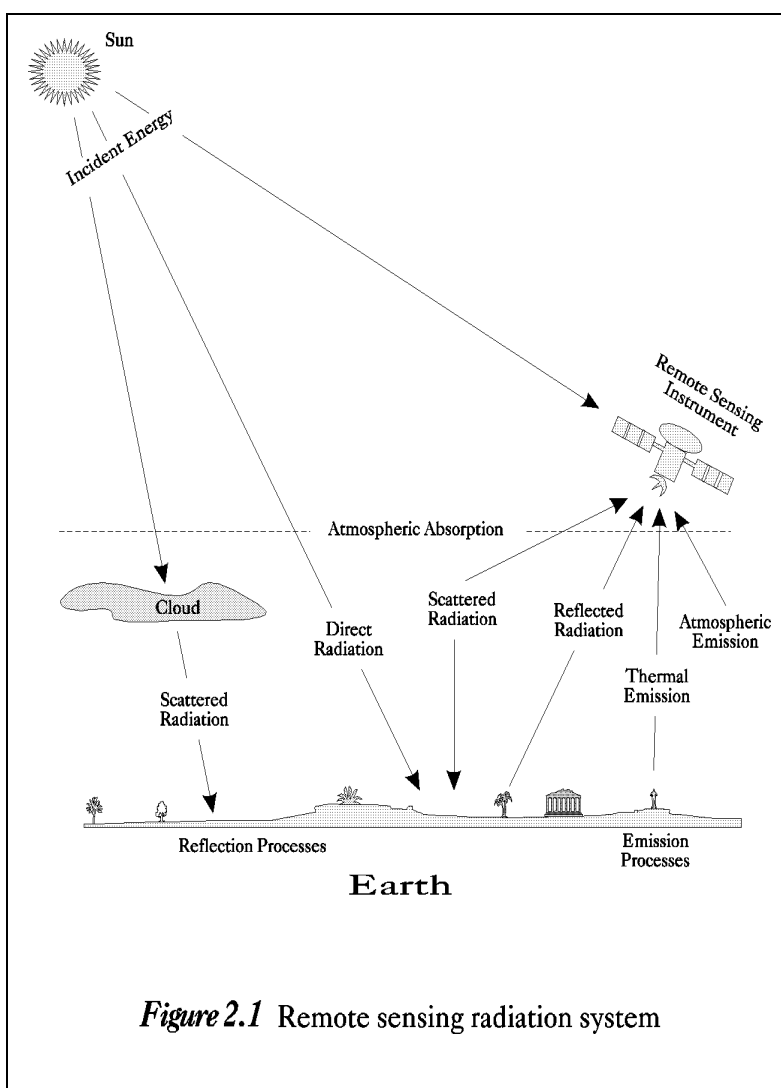 Sun
Incident Energy
Remote Sensing
Instrument
Atmospheric Absorption
Cloud
Scattered
Radiation
Direct
Radiation
Scattered
Radiation
Reflected
Radiation
Atmospheric
Emission
Thermal
Emission
Reflection Processes
Emission
Processes
Earth
Figure 2.1 Remote sensing radiation system